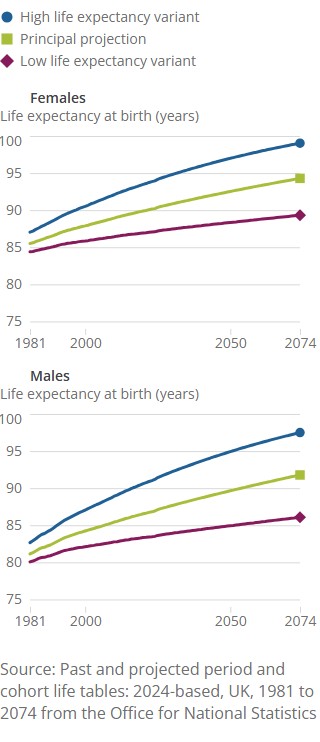 High life expectancy variant
Principal projection
Low life expectancy variant
Females
Life expectancy at birth (years)
100
95
90
85
80
75
1981 2000 2050 2074
Males
Life expectancy at birth (years)
100
95
90
85
80
75
1981 2000 2050 2074
Source: Past and projected period and
cohort life tables: 2024-based, UK, 1981 to
2074 from the Office for National Statistics